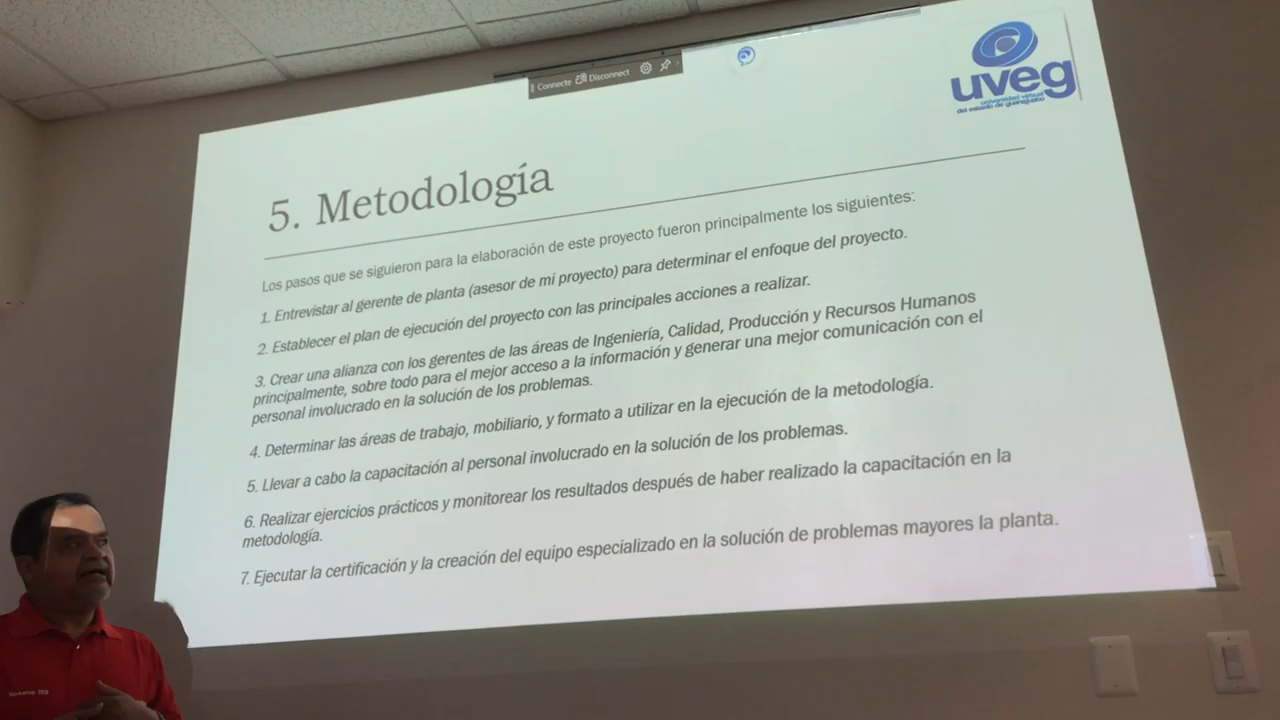 Connecte Disconnect
uveg
universidad virtual
del estado de guanajuato
5. Metodología
Los pasos que se siguieron para la elaboración de este proyecto fueron principalmente los siguientes:
1. Entrevistar al gerente de planta (asesor de mi proyecto) para determinar el enfoque del proyecto.
2. Establecer el plan de ejecución del proyecto con las principales acciones a realizar.
3. Crear una alianza con los gerentes de las áreas de Ingeniería, Calidad, Producción y Recursos Humanos
principalmente, sobre todo para el mejor acceso a la información y generar una mejor comunicación con el
personal involucrado en la solución de los problemas.
4. Determinar las áreas de trabajo, mobiliario, y formato a utilizar en la ejecución de la metodología.
5. Llevar a cabo la capacitación al personal involucrado en la solución de los problemas.
6. Realizar ejercicios prácticos y monitorear los resultados después de haber realizado la capacitación en la
metodología.
7. Ejecutar la certificación y la creación del equipo especializado en la solución de problemas mayores la planta.